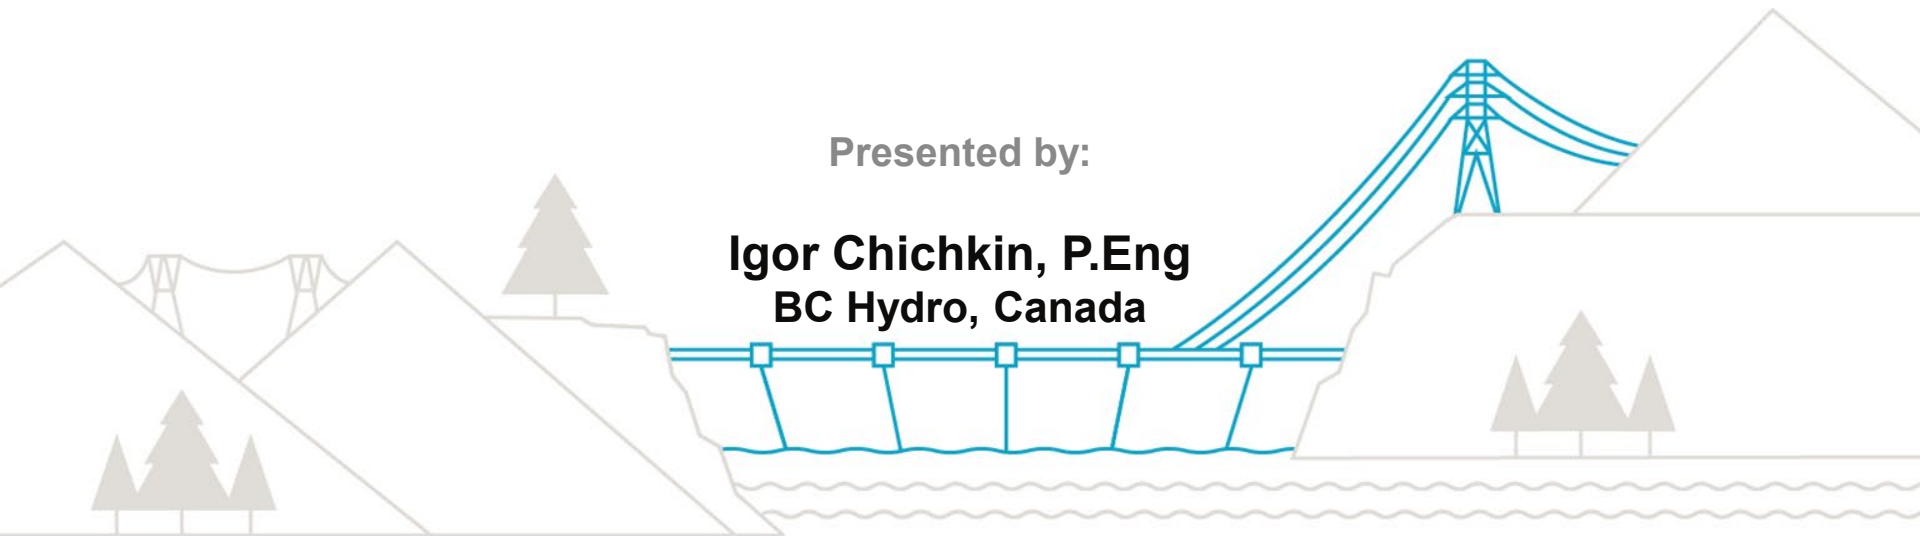 Presented by:
Igor Chichkin, P.Eng
BC Hydro, Canada